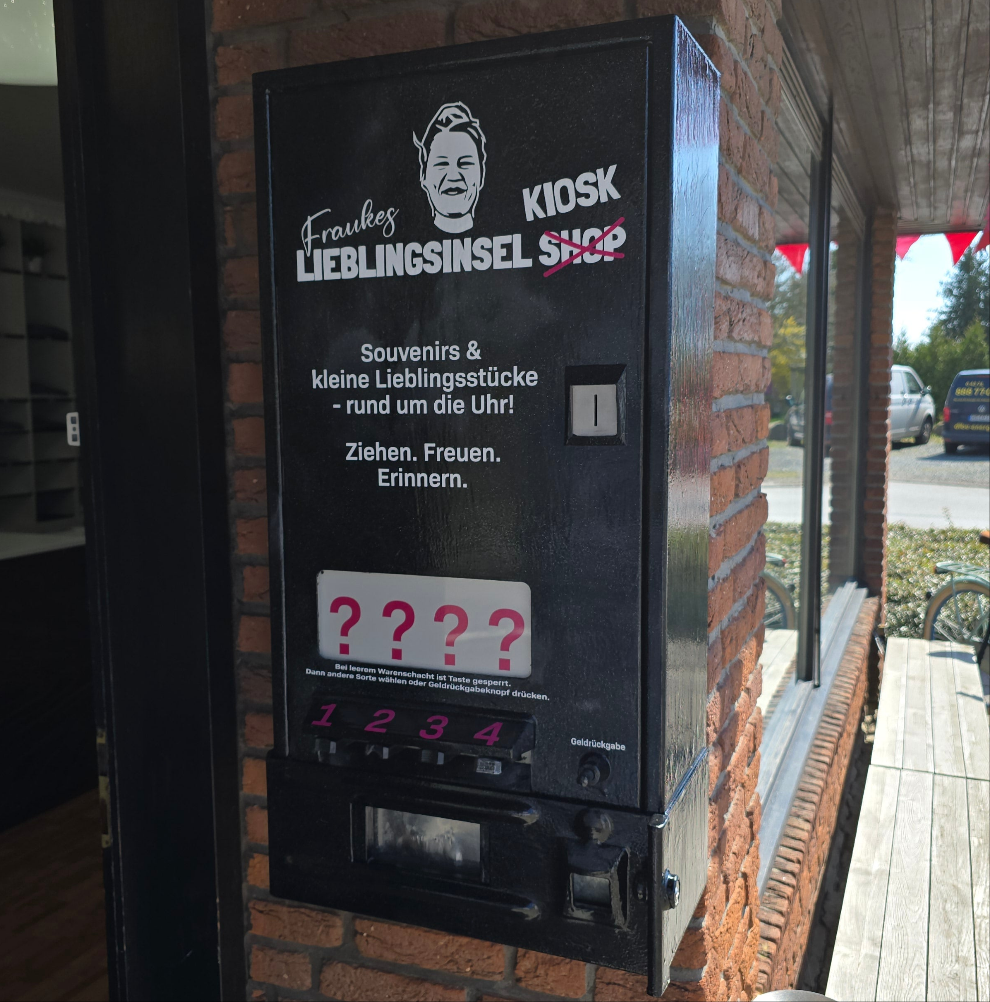 Fraukes
KIOSK
LIEBLINGSINSEL SHOP
Souvenirs &
kleine Lieblingsstücke
- rund um die Uhr!
Ziehen. Freuen.
Erinnern.
? ? ? ?
Bei leerem Warenschacht ist Taste gesperrt.
Dann andere Sorte wählen oder Geldrückgabeknopf drücken.
1 2 3 4
Geldrückgabe